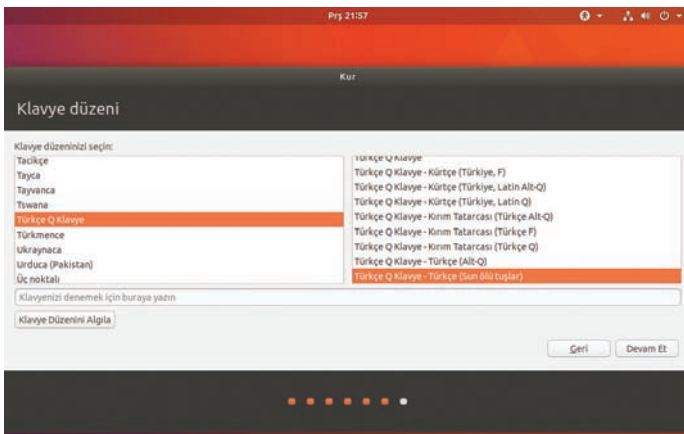 Prş 21:57
Kur
Klavye düzeni
Klavye düzeninizi seçin:
Tacikçe
Tayca
Tayvanca
Tswana
Türkçe Q Klavye
Türkmence
Ukraynaca
Urduca (Pakistan)
Üç noktalı
Türkçe Q Klavye
Türkçe Q Klavye - Kürtçe (Türkiye, F)
Türkçe Q Klavye - Kürtçe (Türkiye, Latin Alt-Q)
Türkçe Q Klavye - Kürtçe (Türkiye, Latin Q)
Türkçe Q Klavye - Kırım Tatarcası (Türkçe Alt-Q)
Türkçe Q Klavye - Kırım Tatarcası (Türkçe F)
Türkçe Q Klavye - Kırım Tatarcası (Türkçe Q)
Türkçe Q Klavye - Türkçe (Alt-Q)
Türkçe Q Klavye - Türkçe (Sun ölü tuşlar)
Klavyenizi denemek için buraya yazın
Klavye Düzenini Algıla
Geri
Devam Et